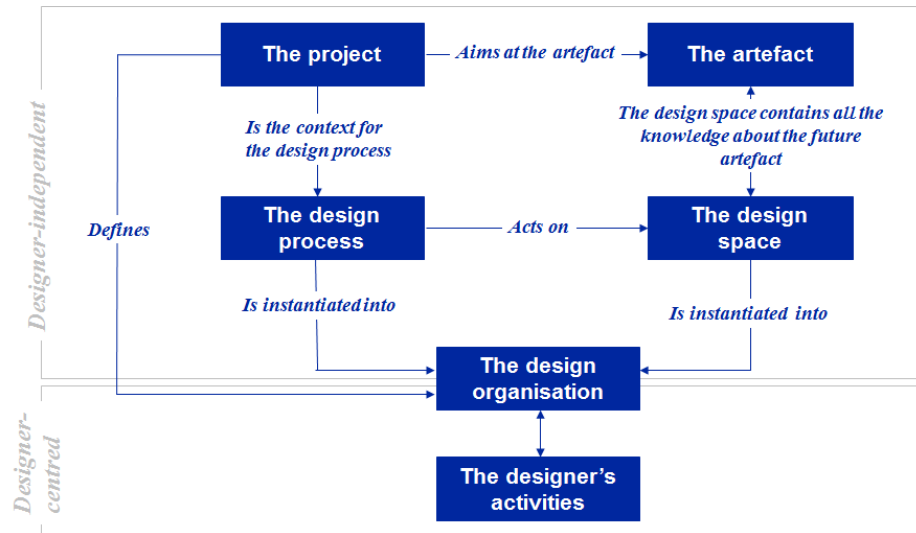 The project
Aims at the artefact
The artefact
Is the context for
the design process
The design space contains all the
knowledge about the future
artefact
Designer-independent
Defines
The design
process
Acts on
The design
space
Is instantiated into
Is instantiated into
The design
organisation
Designer-
centred
The designer's
activities